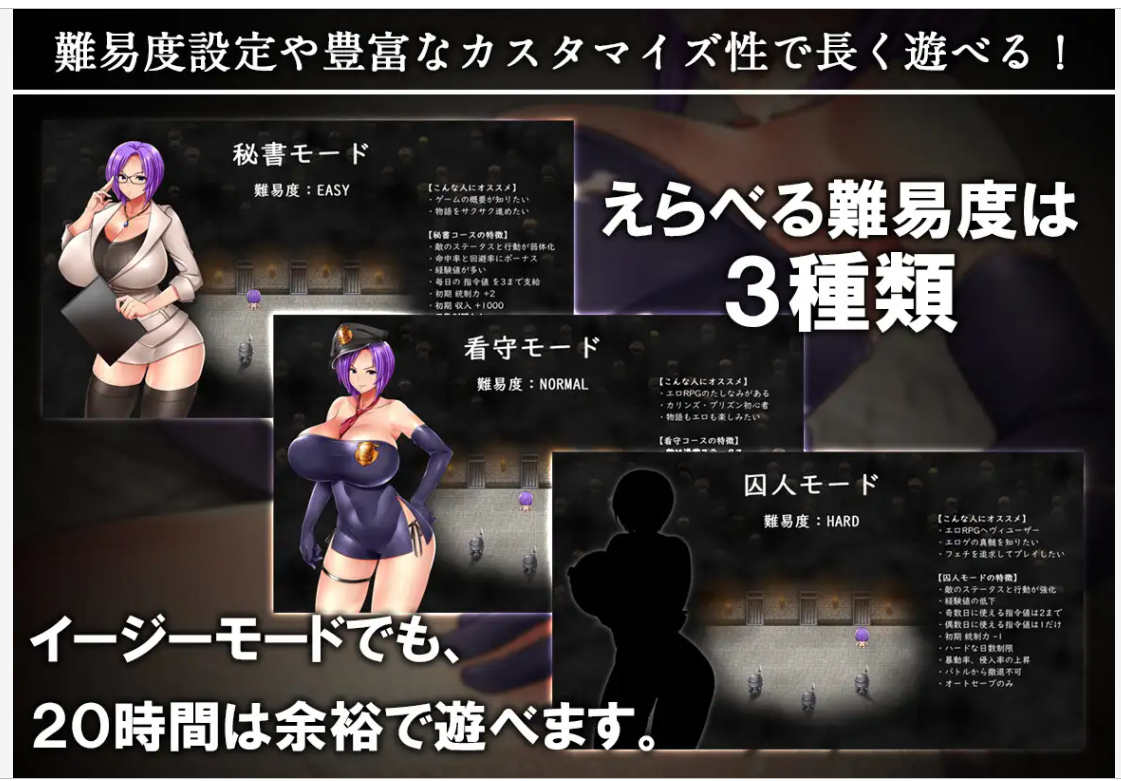 難易度設定や豊富なカスタマイズ性で長く遊べる！
秘書モード
難易度：EASY
【こんな人にオススメ】
・ゲームの概要が知りたい
・物語をサクサク進めたい
【秘書コースの特徴】
・敵のステータスと行動が弱体化
・命中率と回避率にボーナス
・経験値が多い
・毎日の 指令値 を3まで支給
・初期 統制力 +2
・初期 収入 +1000
えらべる難易度は
3種類
看守モード
難易度：NORMAL
【こんな人にオススメ】
・エロRPGのたしなみがある
・カリンズ・プリズン初心者
・物語もエロも楽しみたい
【看守コースの特徴】
囚人モード
難易度：HARD
【こんな人にオススメ】
・エロRPGヘヴィユーザー
・エロゲの真髄を知りたい
・フェチを追求してプレイしたい
【囚人モードの特徴】
・敵のステータスと行動が強化
・経験値の低下
・奇数日に使える指令値は2まで
・偶数日に使える指令値は1だけ
・初期 統制力 -1
・ハードな日数制限
・暴動率、侵入率の上昇
・バトルから撤退不可
・オートセーブのみ
イージーモードでも、
20時間は余裕で遊べます。